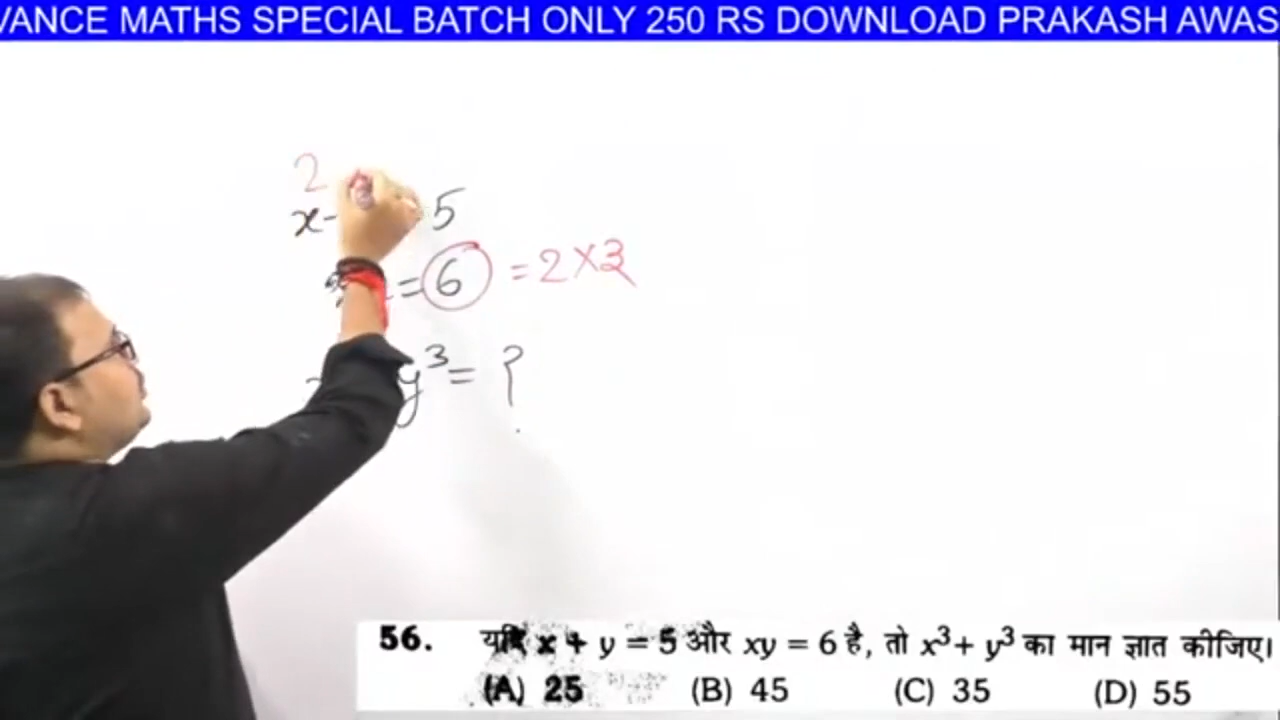 VANCE MATHS SPECIAL BATCH ONLY 250 RS DOWNLOAD PRAKASH AWAS
2
x- 5
=6 =2×3
y³= ?
56. यदि x + y = 5 और xy = 6 है, तो x³+ y³ का मान ज्ञात कीजिए।
(A) 25 (B) 45 (C) 35 (D) 55